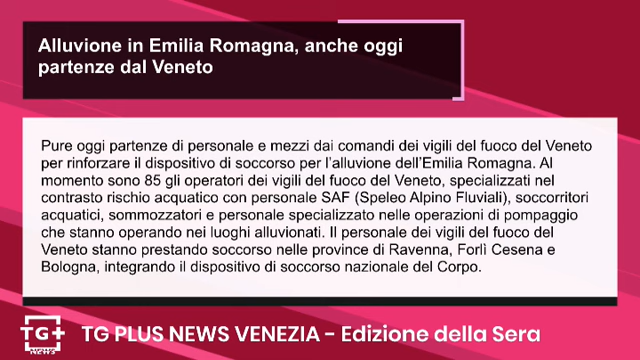 Alluvione in Emilia Romagna, anche oggi
partenze dal Veneto
Pure oggi partenze di personale e mezzi dai comandi dei vigili del fuoco del Veneto
per rinforzare il dispositivo di soccorso per l'alluvione dell'Emilia Romagna. Al
momento sono 85 gli operatori dei vigili del fuoco del Veneto, specializzati nel
contrasto rischio acquatico con personale SAF (Speleo Alpino Fluviali), soccorritori
acquatici, sommozzatori e personale specializzato nelle operazioni di pompaggio
che stanno operando nei luoghi alluvionati. Il personale dei vigili del fuoco del
Veneto stanno prestando soccorso nelle province di Ravenna, Forlì Cesena e
Bologna, integrando il dispositivo di soccorso nazionale del Corpo.
TG+
NEWS
TG PLUS NEWS VENEZIA - Edizione della Sera